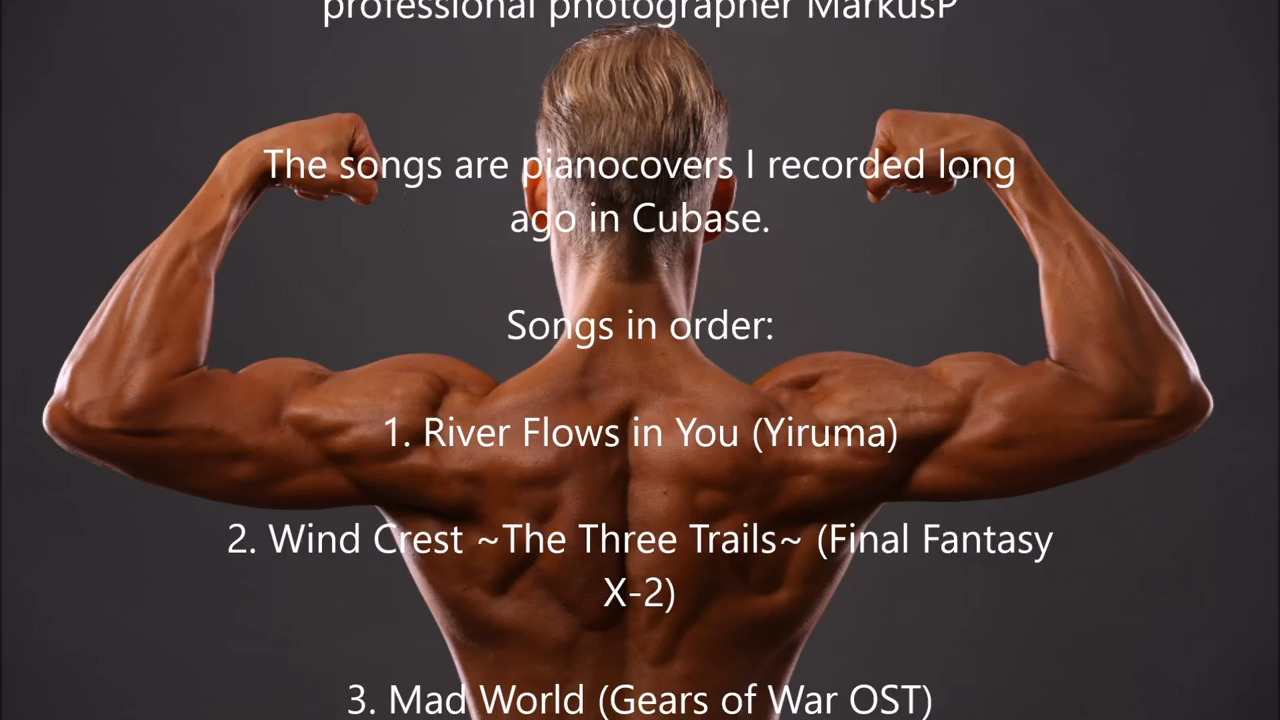 professional photographer MarkusP
The songs are pianocovers I recorded long
ago in Cubase.
Songs in order:
1. River Flows in You (Yiruma)
2. Wind Crest ~The Three Trails~ (Final Fantasy
X-2)
3. Mad World (Gears of War OST)